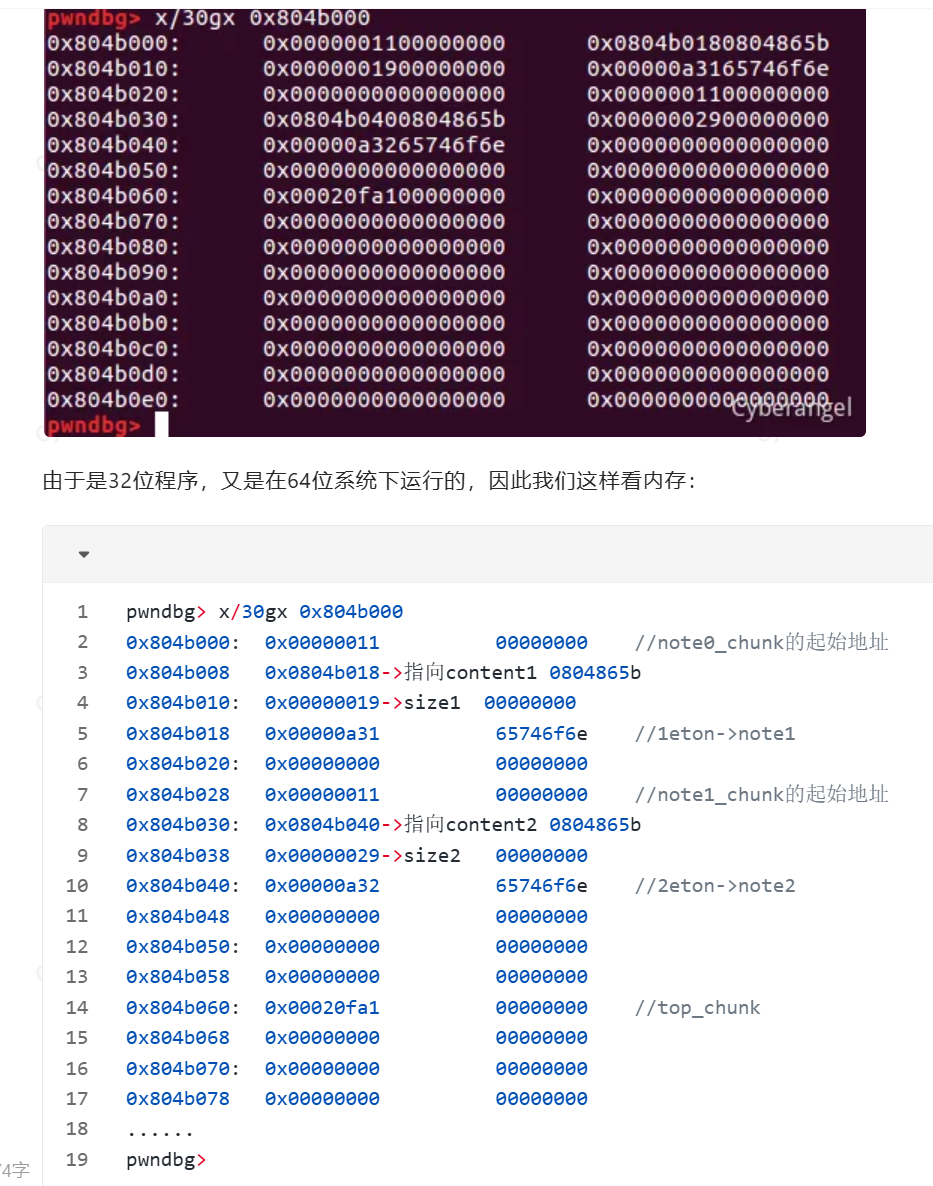 pwndbg> x/30gx 0x804b000
0x804b000: 0x0000001100000000 0x0804b0180804865b
0x804b010: 0x0000001900000000 0x00000a3165746f6e
0x804b020: 0x0000000000000000 0x0000001100000000
0x804b030: 0x0804b0400804865b 0x0000002900000000
0x804b040: 0x00000a3265746f6e 0x0000000000000000
0x804b050: 0x0000000000000000 0x0000000000000000
0x804b060: 0x00020fa100000000 0x0000000000000000
0x804b070: 0x0000000000000000 0x0000000000000000
0x804b080: 0x0000000000000000 0x0000000000000000
0x804b090: 0x0000000000000000 0x0000000000000000
0x804b0a0: 0x0000000000000000 0x0000000000000000
0x804b0b0: 0x0000000000000000 0x0000000000000000
0x804b0c0: 0x0000000000000000 0x0000000000000000
0x804b0d0: 0x0000000000000000 0x0000000000000000
0x804b0e0: 0x0000000000000000 0x0000000000000000
Cyberangel
pwndbg>
由于是32位程序，又是在64位系统下运行的，因此我们这样看内存：
1 pwndbg> x/30gx 0x804b000
2 0x804b000: 0x00000011 00000000 //note0_chunk的起始地址
3 0x804b008 0x0804b018->指向content1 0804865b
4 0x804b010: 0x00000019->size1 00000000
5 0x804b018 0x00000a31 65746f6e //1eton->note1
6 0x804b020: 0x00000000 00000000
7 0x804b028 0x00000011 00000000 //note1_chunk的起始地址
8 0x804b030: 0x0804b040->指向content2 0804865b
9 0x804b038 0x00000029->size2 00000000
10 0x804b040: 0x00000a32 65746f6e //2eton->note2
11 0x804b048 0x00000000 00000000
12 0x804b050: 0x00000000 00000000
13 0x804b058 0x00000000 00000000
14 0x804b060: 0x00020fa1 00000000 //top_chunk
15 0x804b068 0x00000000 00000000
16 0x804b070: 0x00000000 00000000
17 0x804b078 0x00000000 00000000
18 ......
19 pwndbg>
4字